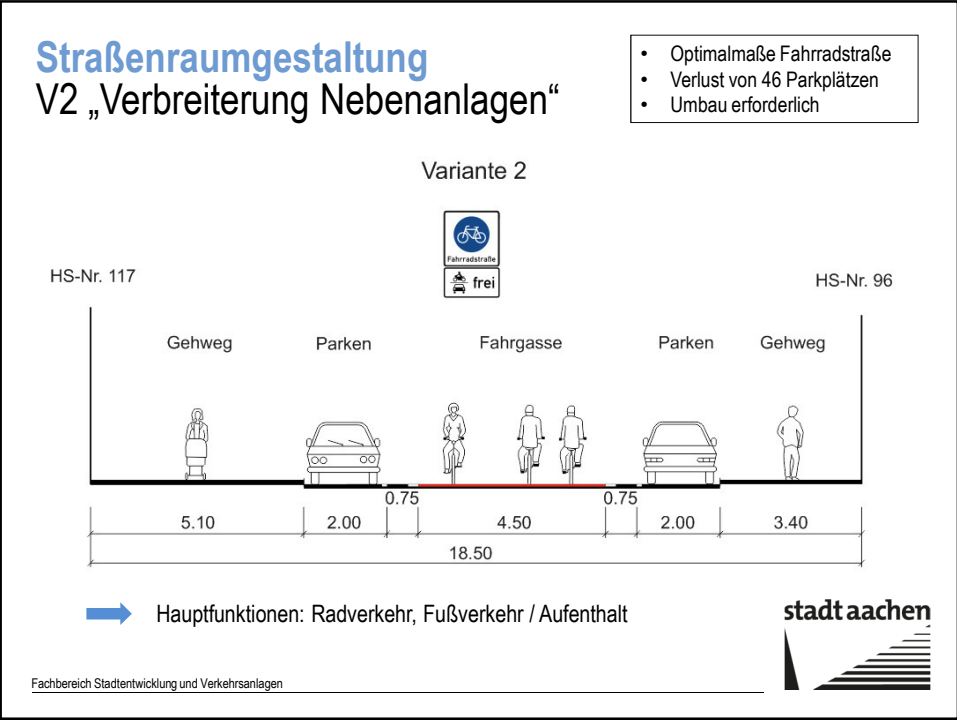 Straßenraumgestaltung
V2 „Verbreiterung Nebenanlagen“
• Optimalmaße Fahrradstraße
• Verlust von 46 Parkplätzen
• Umbau erforderlich
Variante 2
Fahrradstraße
frei
HS-Nr. 117
HS-Nr. 96
Gehweg Parken Fahrgasse Parken Gehweg
0.75 0.75
5.10 2.00 4.50 2.00 3.40
18.50
Hauptfunktionen: Radverkehr, Fußverkehr / Aufenthalt
stadt aachen
Fachbereich Stadtentwicklung und Verkehrsanlagen